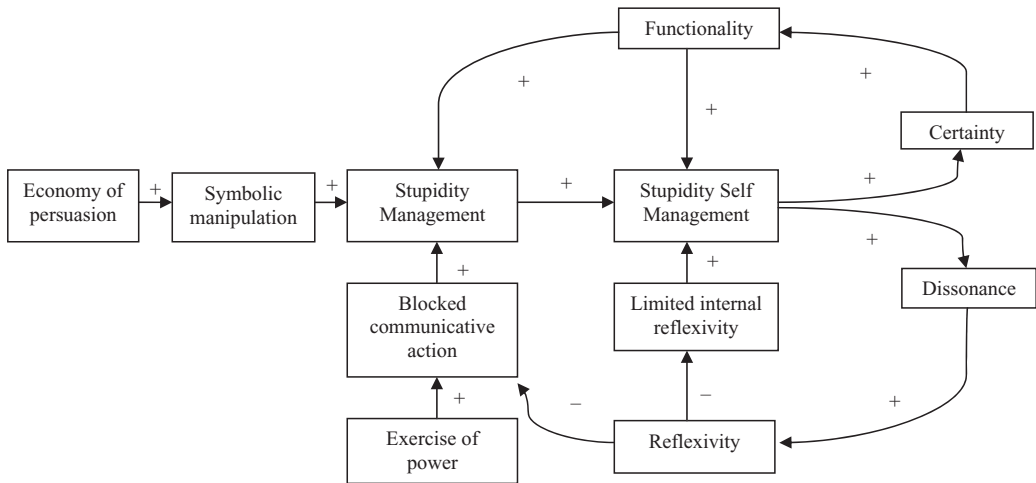 Functionality
+
+
+
Certainty
Economy of
persuasion
+
Symbolic
manipulation
+
Stupidity
Management
+
Stupidity Self
Management
+
+
Dissonance
+
+
Blocked
communicative
action
Limited internal
reflexivity
+
–
–
+
Exercise of
power
Reflexivity